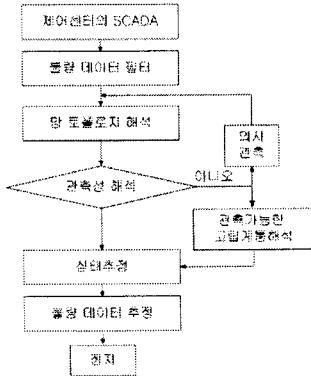 제어센터의 SCADA
불량 데이터 필터
망 토폴로지 해석
의사
관측
관측성 해석
아니오
관측가능한
고립계통해석
상태추정
불량 데이터 추정
정지